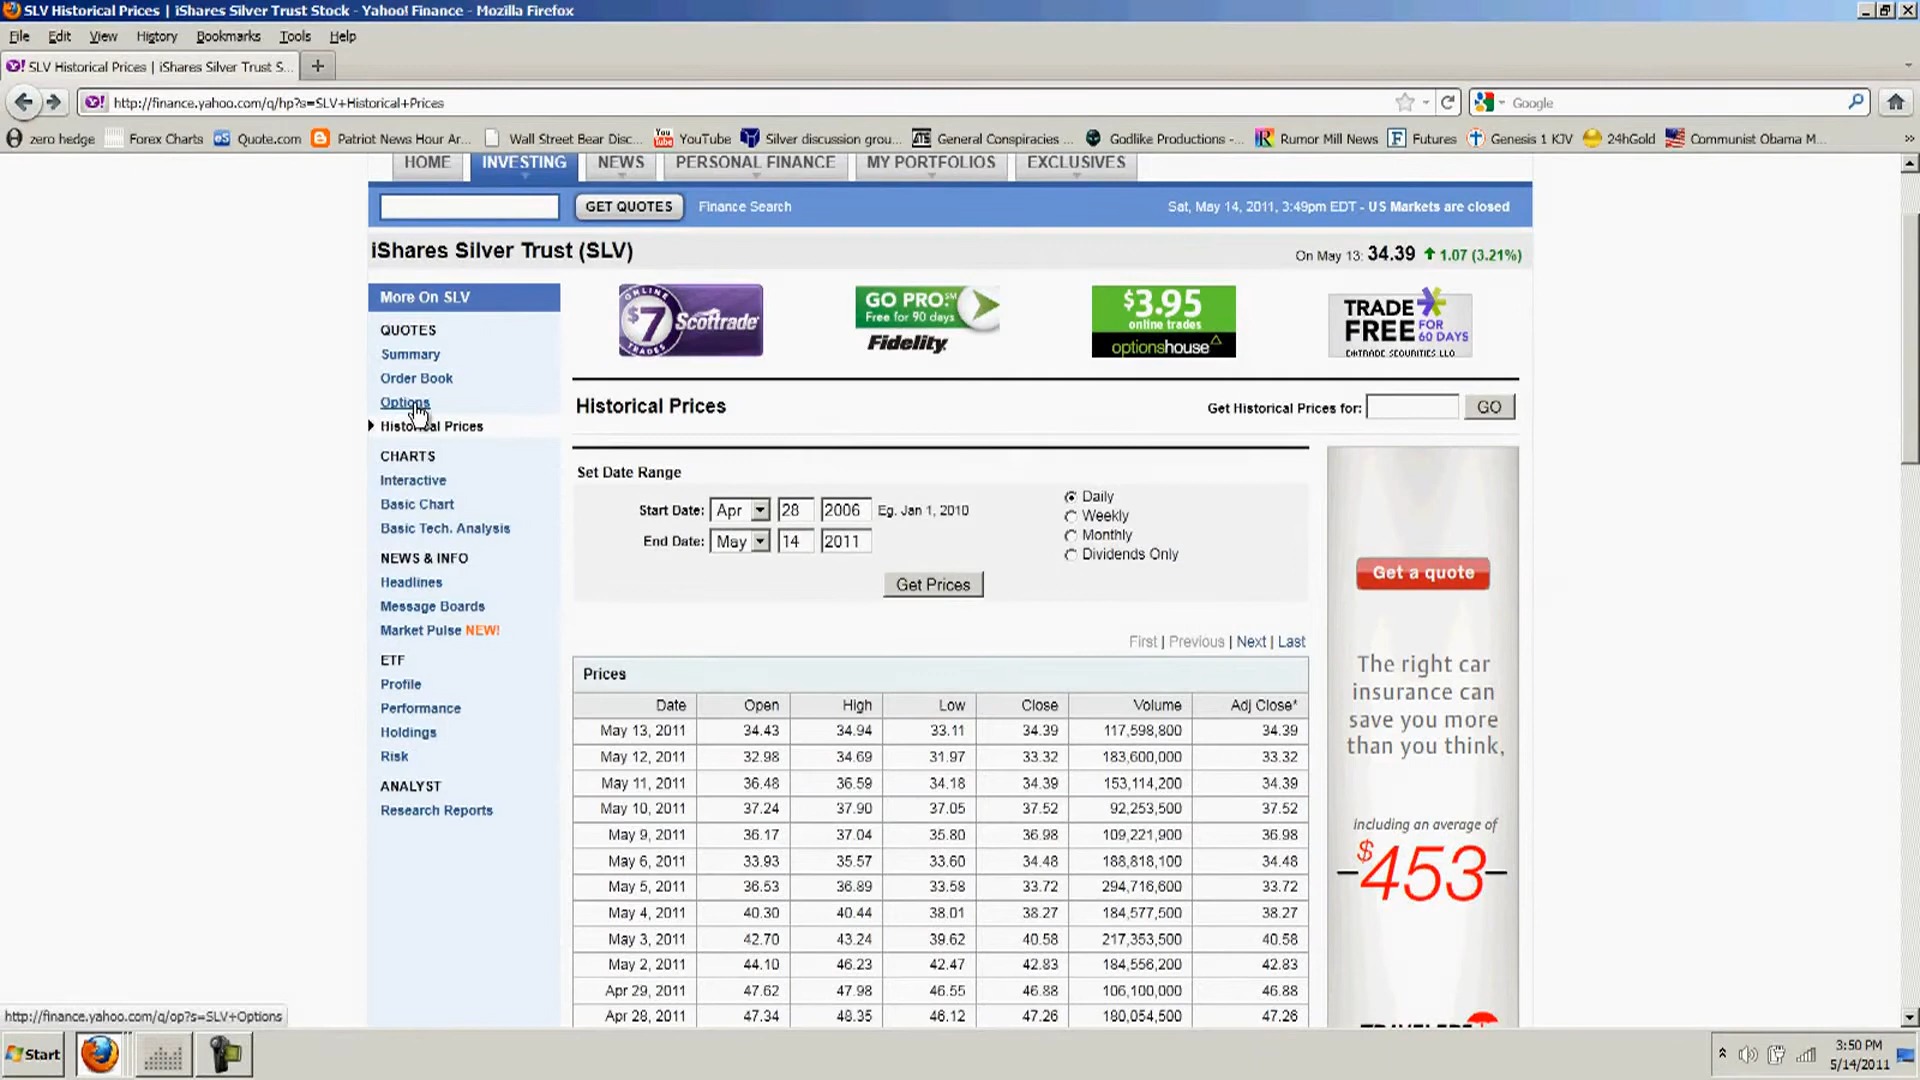 SLV Historical Prices | iShares Silver Trust Stock - Yahoo! Finance - Mozilla Firefox
File Edit View History Bookmarks Tools Help
Y! SLV Historical Prices | iShares Silver Trust S...
http://finance.yahoo.com/q/hp?s=SLV+Historical+Prices
Google
zero hedge Forex Charts Quote.com Patriot News Hour Ar... Wall Street Bear Disc... YouTube Silver discussion grou... General Conspiracies ... Godlike Productions -... Rumor Mill News Futures Genesis 1 KJV 24hGold Communist Obama M... »
HOME INVESTING NEWS PERSONAL FINANCE MY PORTFOLIOS EXCLUSIVES
GET QUOTES Finance Search Sat, May 14, 2011, 3:49pm EDT - US Markets are closed
iShares Silver Trust (SLV) On May 13: 34.39 1.07 (3.21%)
More On SLV
QUOTES
Summary
Order Book
Options
Historical Prices
CHARTS
Interactive
Basic Chart
Basic Tech. Analysis
NEWS & INFO
Headlines
Message Boards
Market Pulse NEW!
ETF
Profile
Performance
Holdings
Risk
ANALYST
Research Reports
ONLINE $7 TRADES Scottrade
GO PRO.SM
Free for 90 days
Fidelity
$3.95
online trades
optionshouse
TRADE
FREE FOR 60 DAYS
Historical Prices Get Historical Prices for: GO
Set Date Range
Start Date: Apr 28 2006 Eg. Jan 1, 2010
End Date: May 14 2011
Daily
Weekly
Monthly
Dividends Only
Get Prices
First | Previous | Next | Last
Prices
Date Open High Low Close Volume Adj Close*
May 13, 2011 34.43 34.94 33.11 34.39 117,598,800 34.39
May 12, 2011 32.98 34.69 31.97 33.32 183,600,000 33.32
May 11, 2011 36.48 36.59 34.18 34.39 153,114,200 34.39
May 10, 2011 37.24 37.90 37.05 37.52 92,253,500 37.52
May 9, 2011 36.17 37.04 35.80 36.98 109,221,900 36.98
May 6, 2011 33.93 35.57 33.60 34.48 188,818,100 34.48
May 5, 2011 36.53 36.89 33.58 33.72 294,716,600 33.72
May 4, 2011 40.30 40.44 38.01 38.27 184,577,500 38.27
May 3, 2011 42.70 43.24 39.62 40.58 217,353,500 40.58
May 2, 2011 44.10 46.23 42.47 42.83 184,556,200 42.83
Apr 29, 2011 47.62 47.98 46.55 46.88 106,100,000 46.88
Apr 28, 2011 47.34 48.35 46.12 47.26 180,054,500 47.26
Get a quote
The right car
insurance can
save you more
than you think,
including an average of
$453
TRAVELERS
http://finance.yahoo.com/q/op?s=SLV+Options
Start
3:50 PM
5/14/2011